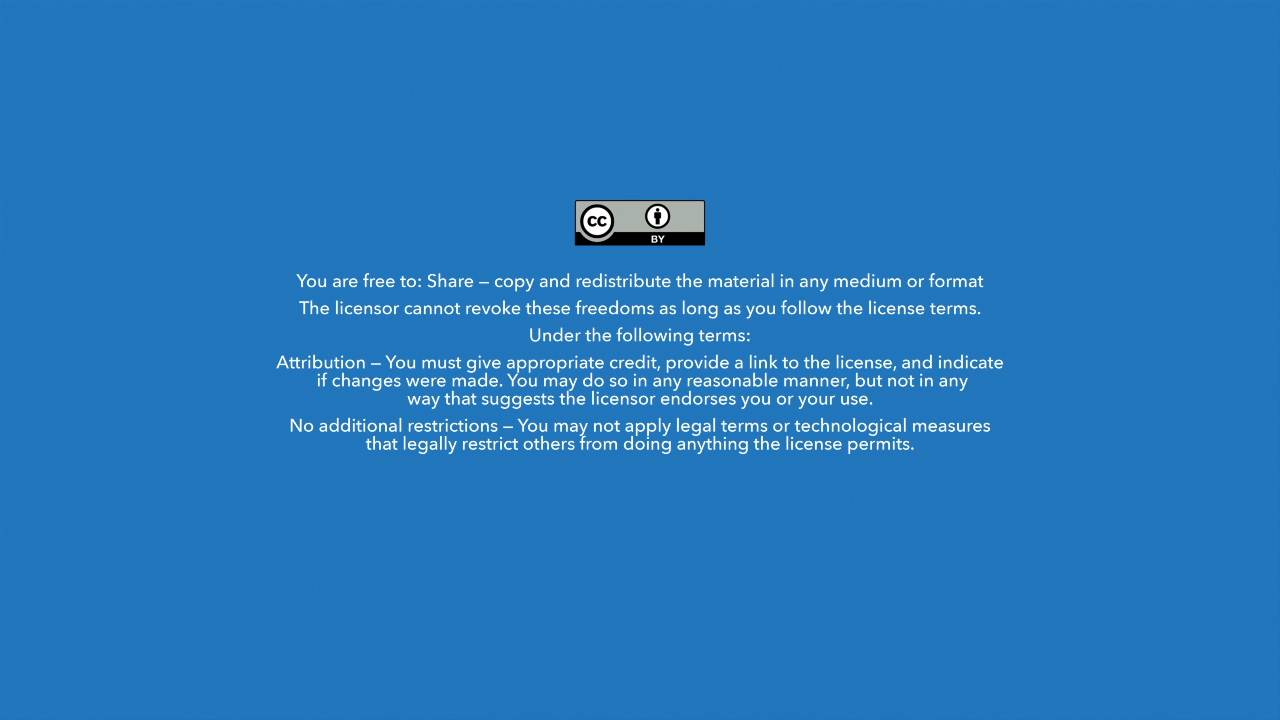 CC
BY
You are free to: Share – copy and redistribute the material in any medium or format
The licensor cannot revoke these freedoms as long as you follow the license terms.
Under the following terms:
Attribution – You must give appropriate credit, provide a link to the license, and indicate
if changes were made. You may do so in any reasonable manner, but not in any
way that suggests the licensor endorses you or your use.
No additional restrictions – You may not apply legal terms or technological measures
that legally restrict others from doing anything the license permits.